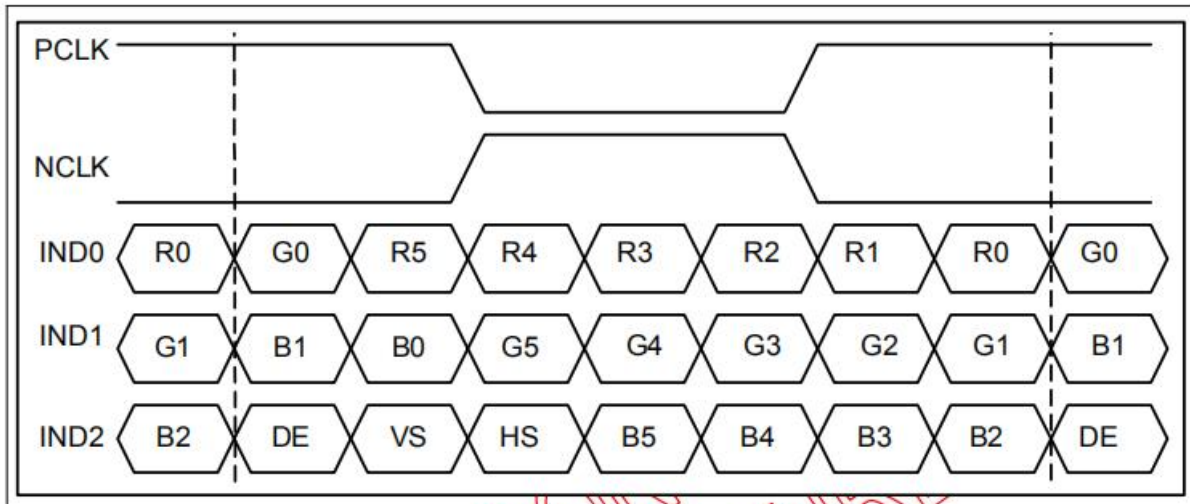 PCLK
NCLK
IND0 R0 G0 R5 R4 R3 R2 R1 R0 G0
IND1 G1 B1 B0 G5 G4 G3 G2 G1 B1
IND2 B2 DE VS HS B5 B4 B3 B2 DE